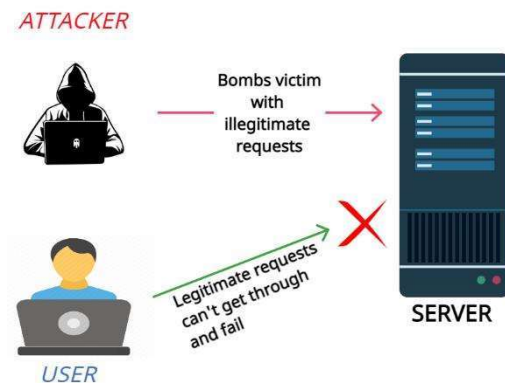 ATTACKER
Bombs victim
with
illegitimate
requests
Legitimate requests
can't get through
and fail
SERVER
USER